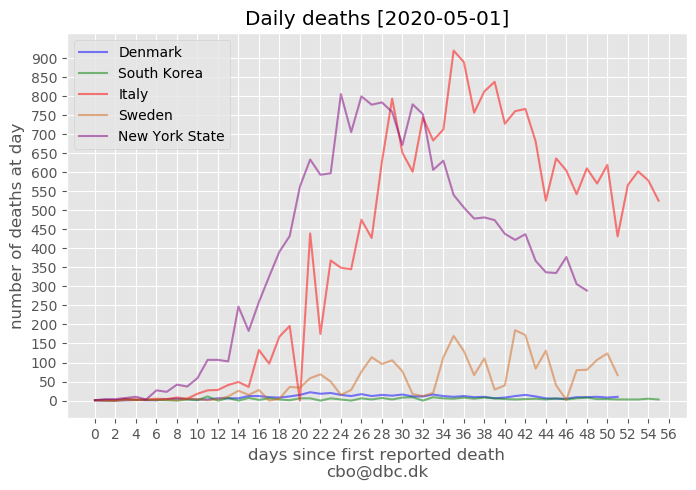 Daily deaths [2020-05-01]
number of deaths at day
900
850
800
750
700
650
600
550
500
450
400
350
300
250
200
150
100
50
0
Denmark
South Korea
Italy
Sweden
New York State
0 2 4 6 8 10 12 14 16 18 20 22 24 26 28 30 32 34 36 38 40 42 44 46 48 50 52 54 56
days since first reported death
cbo@dbc.dk